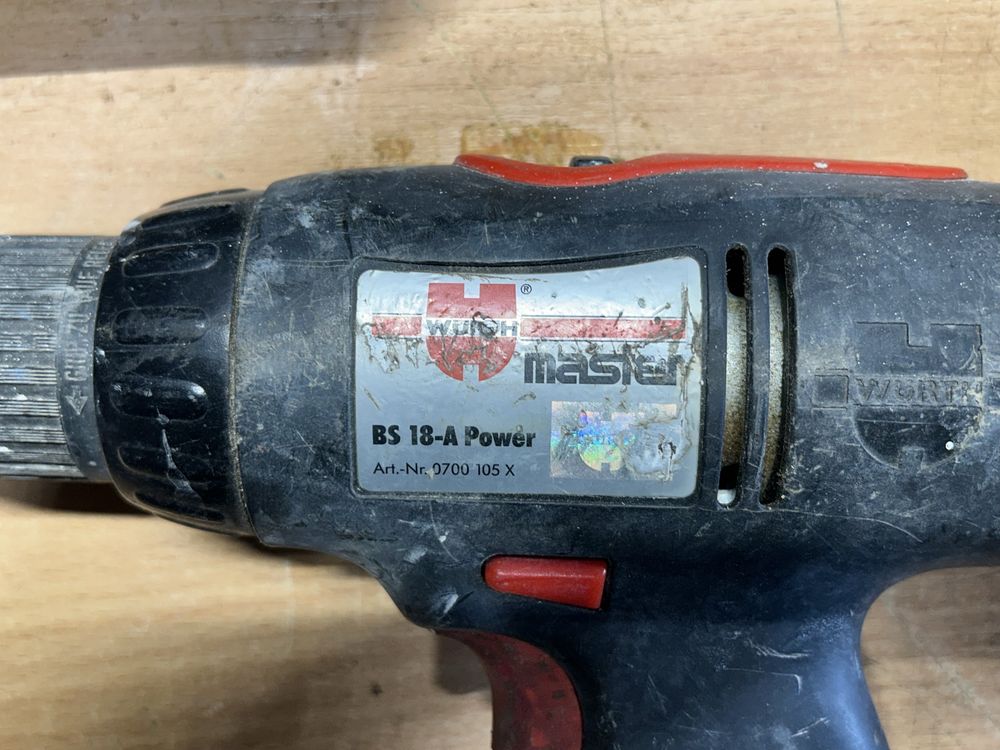 WÜRTH
®
master
BS 18-A Power
Art.-Nr. 0700 105 X
WÜRTH